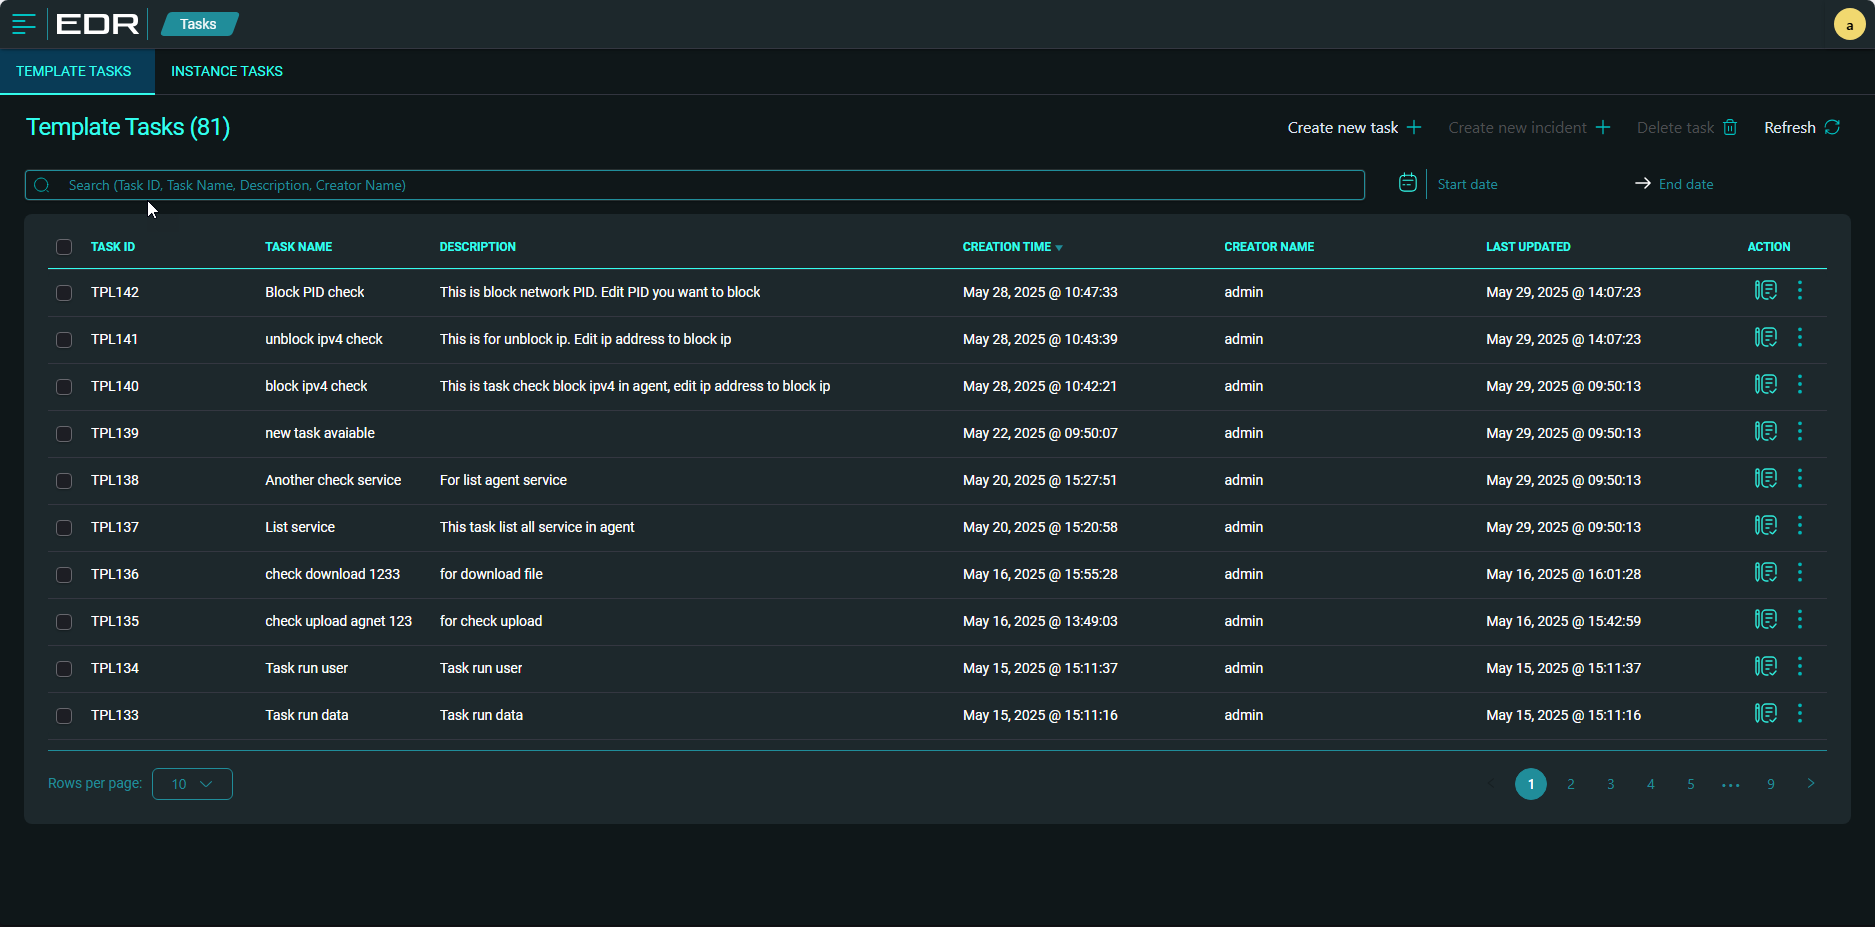 EDR Tasks a
TEMPLATE TASKS INSTANCE TASKS
Template Tasks (81) Create new task Create new incident Delete task Refresh
Search (Task ID, Task Name, Description, Creator Name) Start date End date
TASK ID TASK NAME DESCRIPTION CREATION TIME CREATOR NAME LAST UPDATED ACTION
TPL142 Block PID check This is block network PID. Edit PID you want to block May 28, 2025 @ 10:47:33 admin May 29, 2025 @ 14:07:23
TPL141 unblock ipv4 check This is for unblock ip. Edit ip address to block ip May 28, 2025 @ 10:43:39 admin May 29, 2025 @ 14:07:23
TPL140 block ipv4 check This is task check block ipv4 in agent, edit ip address to block ip May 28, 2025 @ 10:42:21 admin May 29, 2025 @ 09:50:13
TPL139 new task avaiable May 22, 2025 @ 09:50:07 admin May 29, 2025 @ 09:50:13
TPL138 Another check service For list agent service May 20, 2025 @ 15:27:51 admin May 29, 2025 @ 09:50:13
TPL137 List service This task list all service in agent May 20, 2025 @ 15:20:58 admin May 29, 2025 @ 09:50:13
TPL136 check download 1233 for download file May 16, 2025 @ 15:55:28 admin May 16, 2025 @ 16:01:28
TPL135 check upload agnet 123 for check upload May 16, 2025 @ 13:49:03 admin May 16, 2025 @ 15:42:59
TPL134 Task run user Task run user May 15, 2025 @ 15:11:37 admin May 15, 2025 @ 15:11:37
TPL133 Task run data Task run data May 15, 2025 @ 15:11:16 admin May 15, 2025 @ 15:11:16
Rows per page: 10 1 2 3 4 5 ••• 9